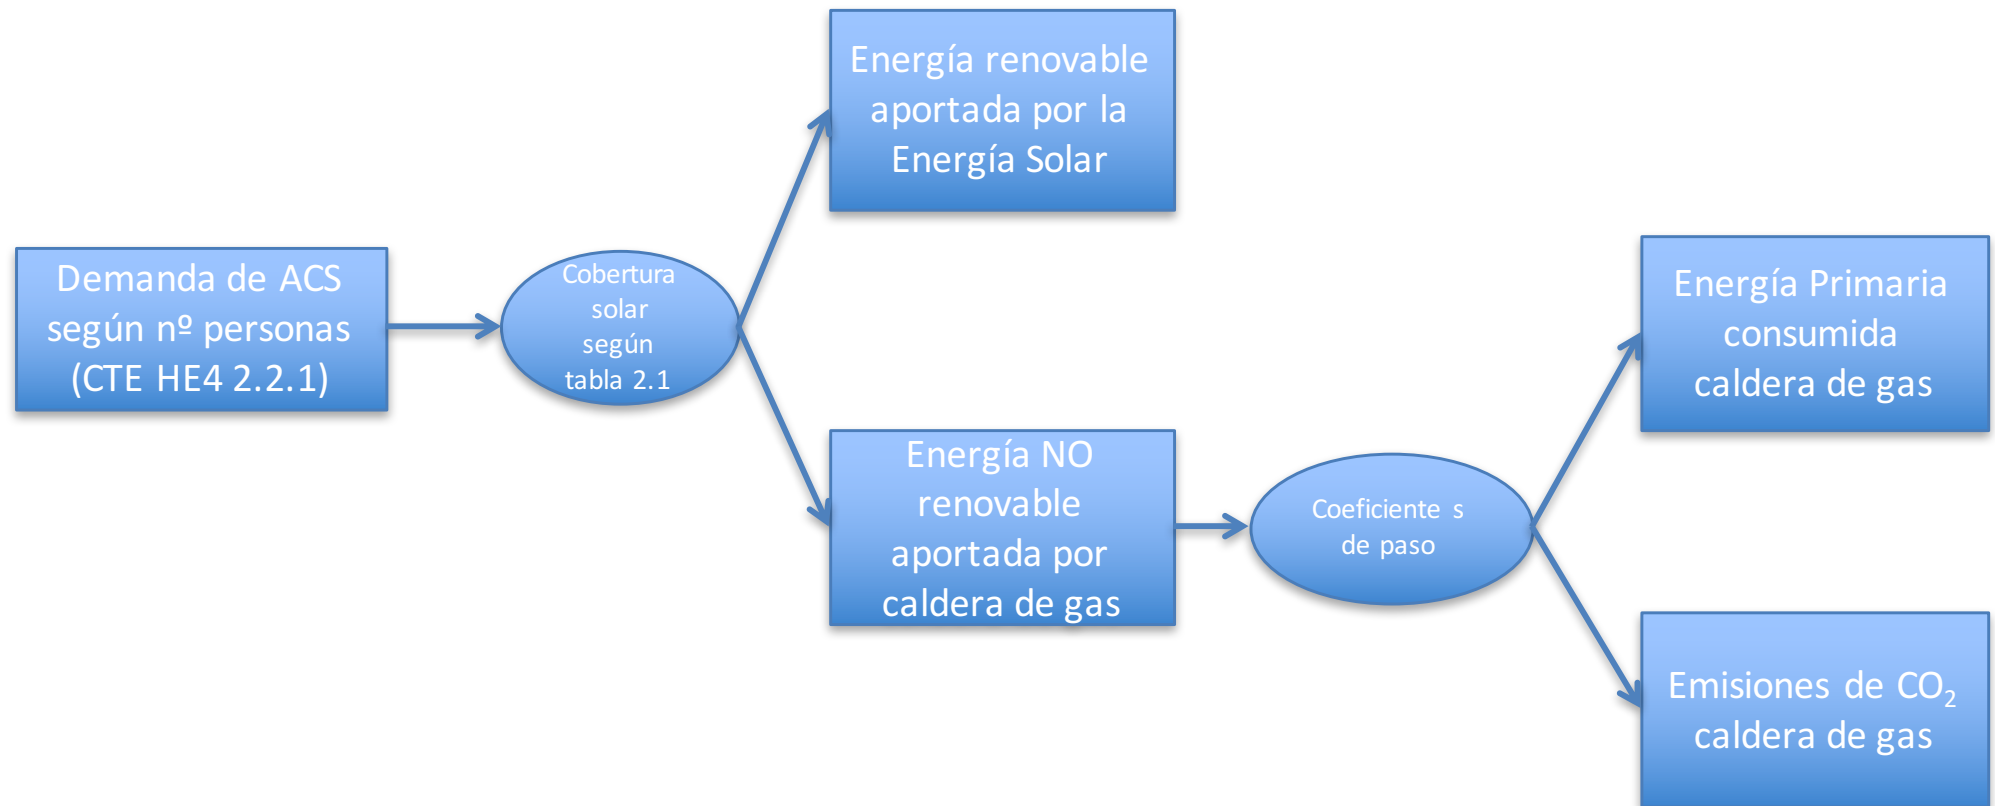 Energía renovable
aportada por la
Energía Solar
Demanda de ACS
según nº personas
(CTE HE4 2.2.1)
Cobertura
solar
según
tabla 2.1
Energía NO
renovable
aportada por
caldera de gas
Coeficiente s
de paso
Energía Primaria
consumida
caldera de gas
Emisiones de CO₂
caldera de gas